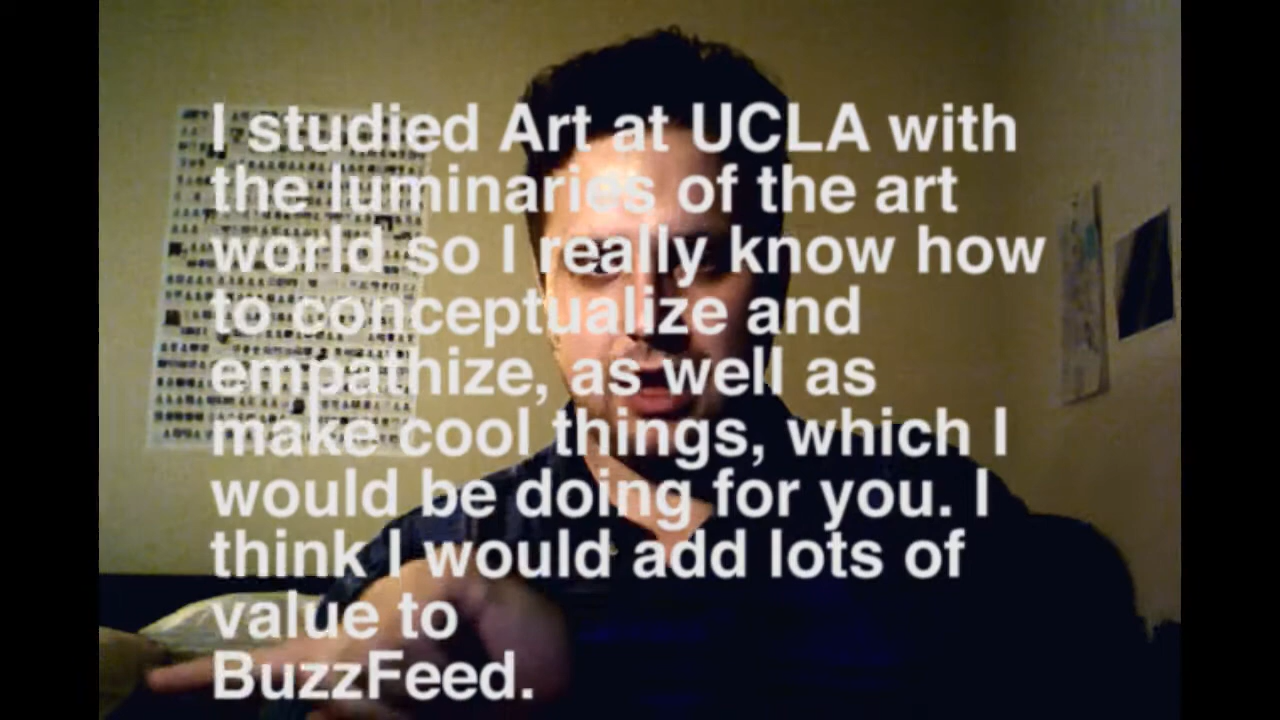 I studied Art at UCLA with
the luminaries of the art
world so I really know how
to conceptualize and
empathize, as well as
make cool things, which I
would be doing for you. I
think I would add lots of
value to
BuzzFeed.